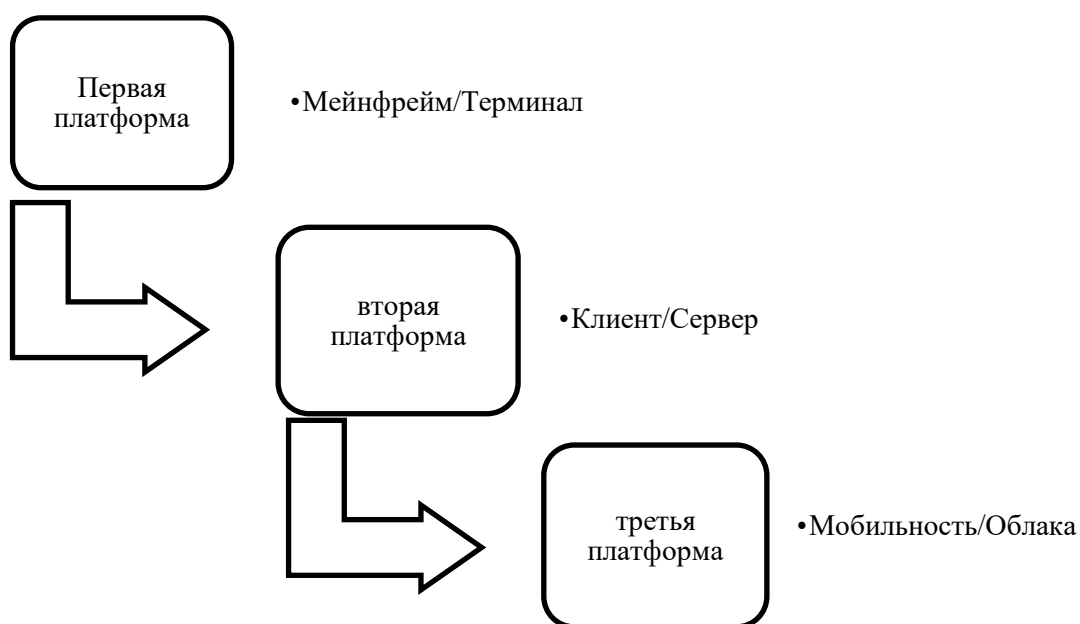 Первая
платформа
•Мейнфрейм/Терминал
вторая
платформа
•Клиент/Сервер
третья
платформа
•Мобильность/Облака